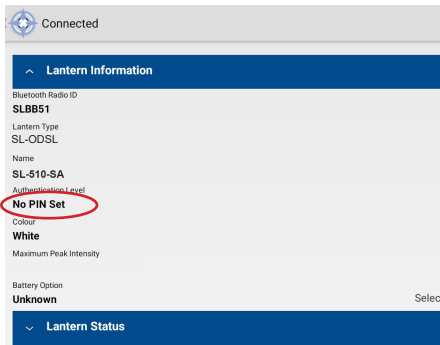 Connected
Lantern Information
Bluetooth Radio ID
SLBB51
Lantern Type
SL-ODSL
Name
SL-510-SA
Authentication Level
No PIN Set
Colour
White
Maximum Peak Intensity
Battery Option
Unknown
Selec
Lantern Status